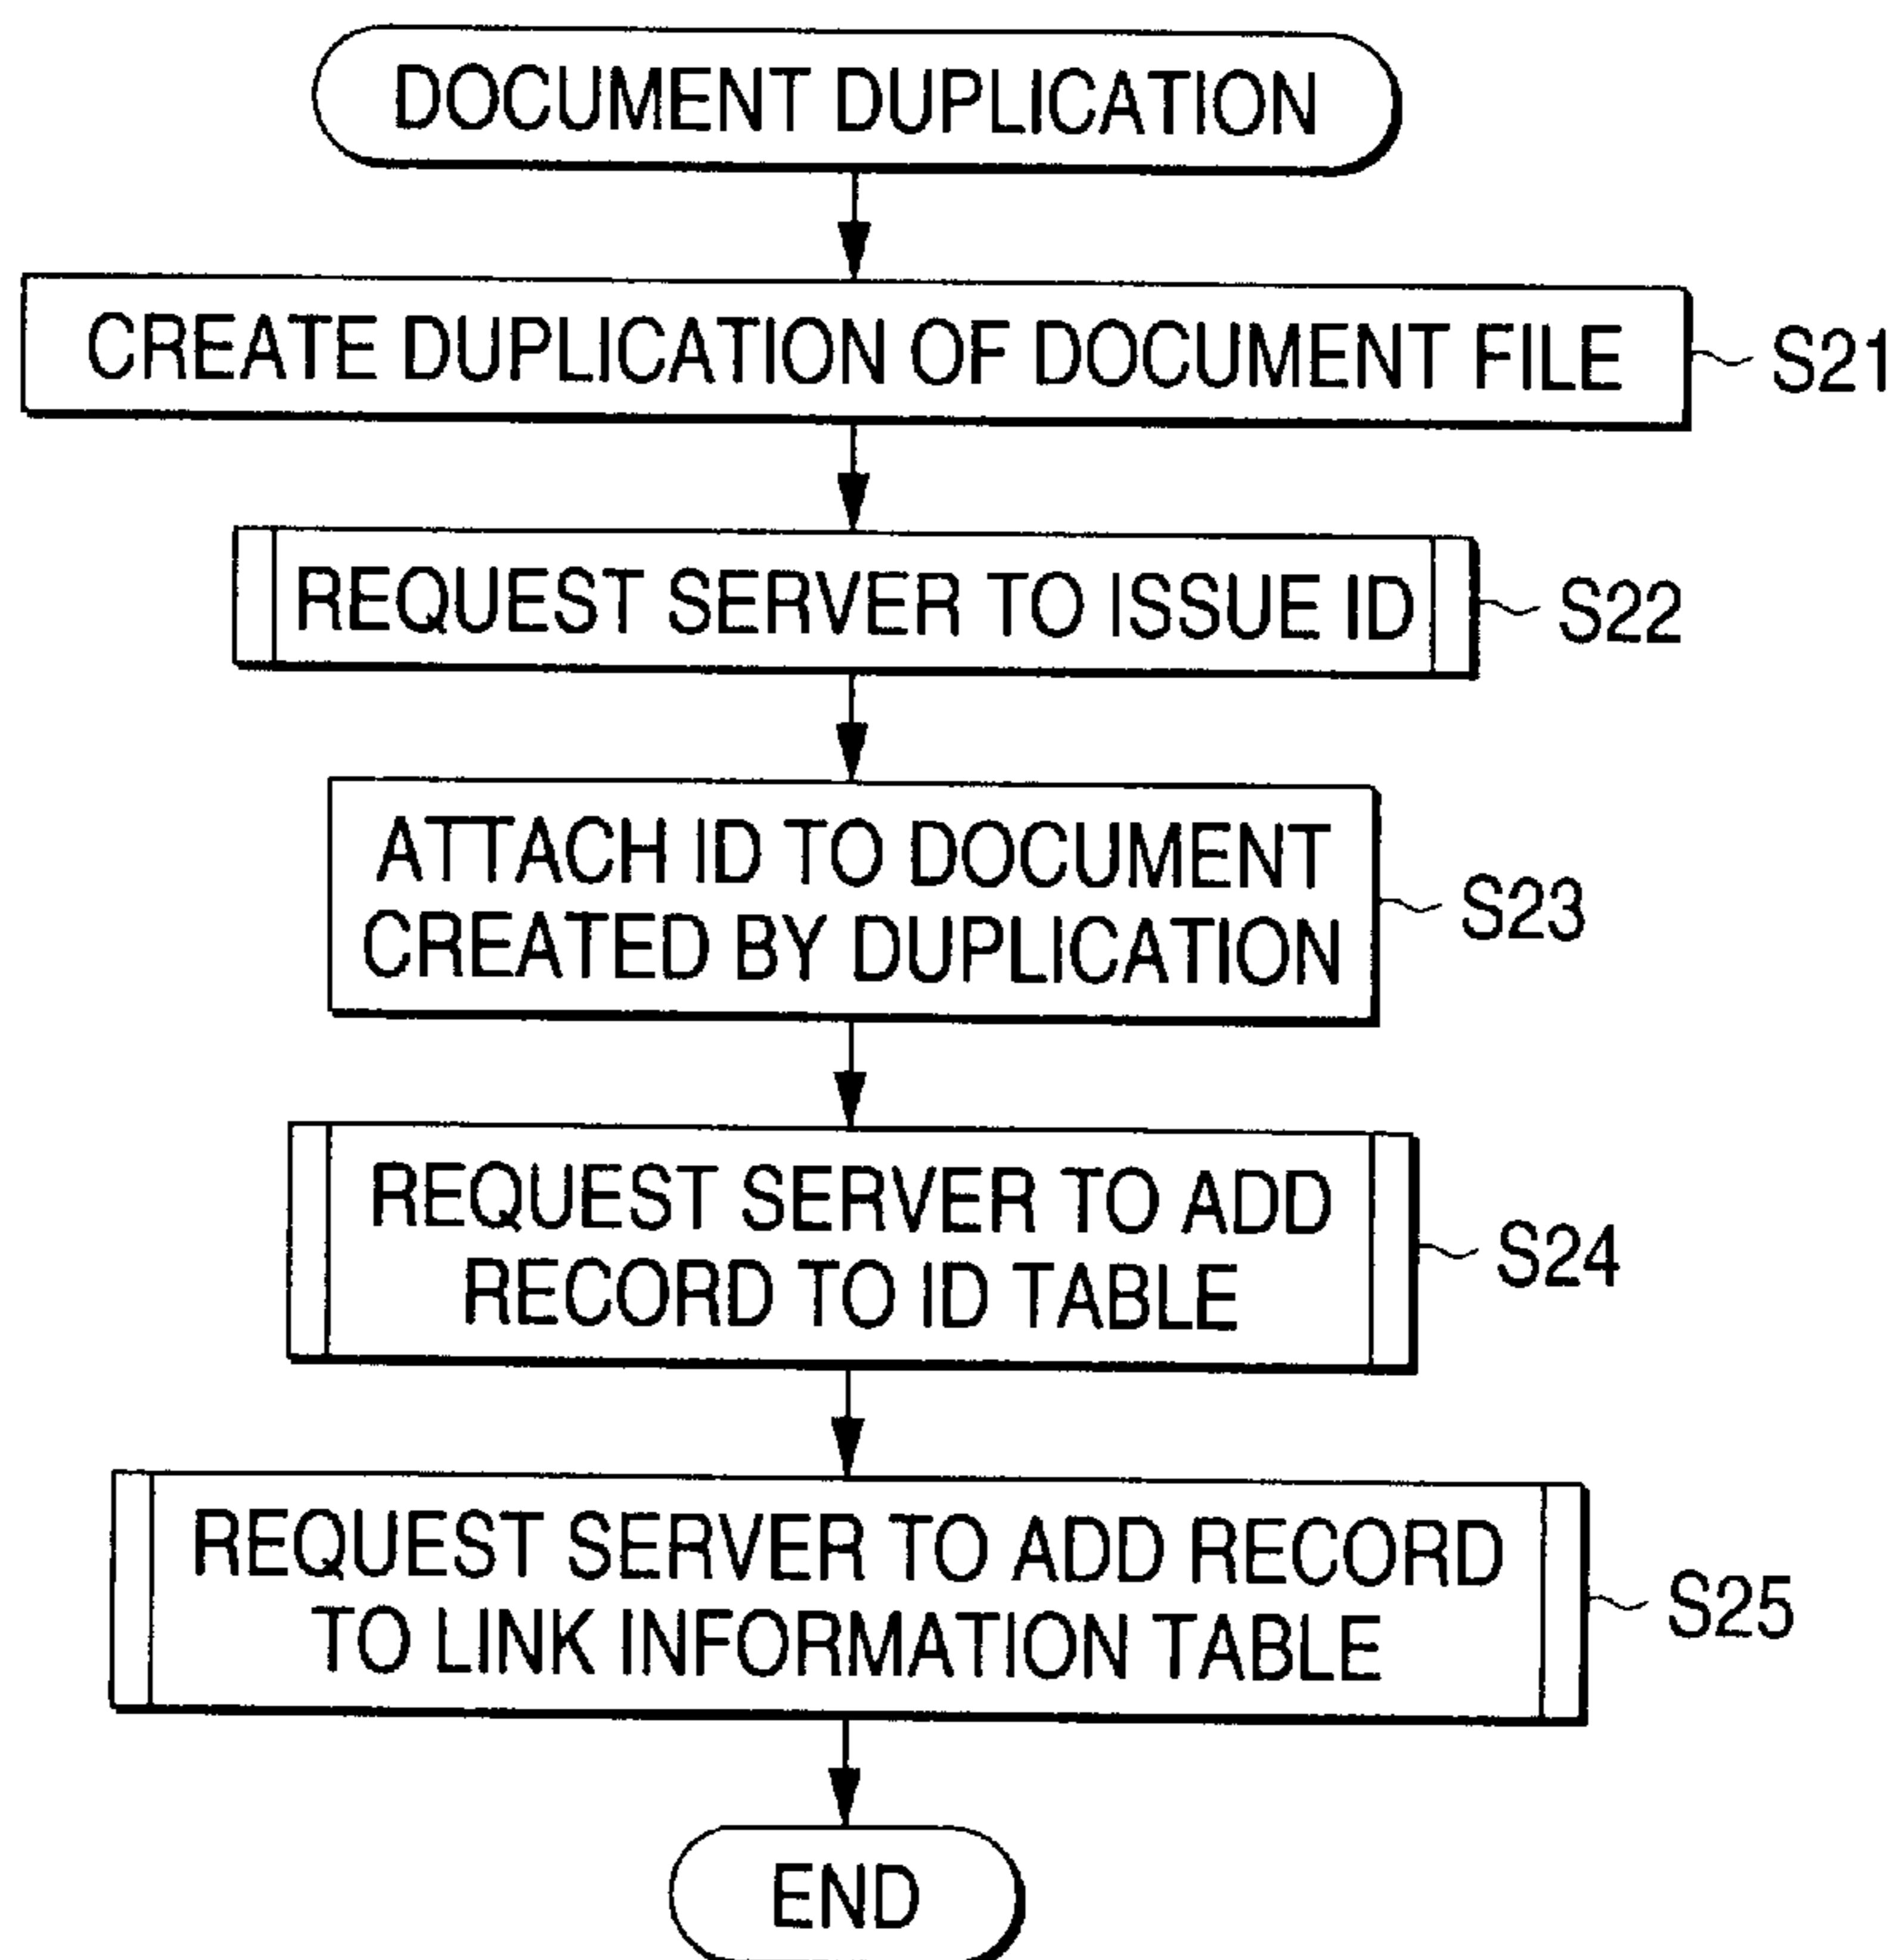 DOCUMENT DUPLICATION
CREATE DUPLICATION OF DOCUMENT FILE
S21
REQUEST SERVER TO ISSUE ID
S22
ATTACH ID TO DOCUMENT
CREATED BY DUPLICATION
S23
REQUEST SERVER TO ADD
RECORD TO ID TABLE
S24
REQUEST SERVER TO ADD RECORD
TO LINK INFORMATION TABLE
S25
END